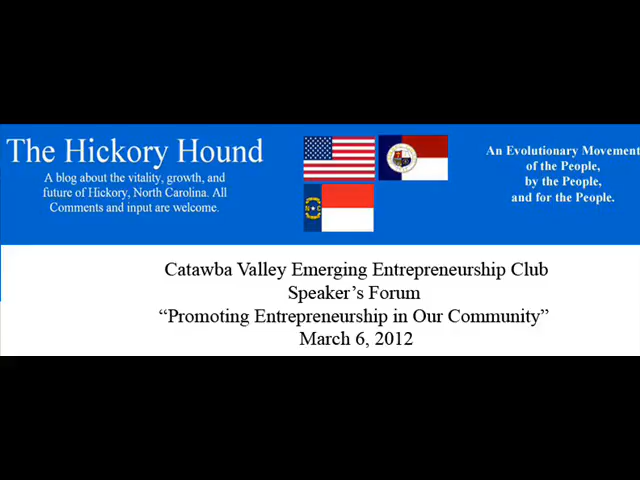 The Hickory Hound
A blog about the vitality, growth, and
future of Hickory, North Carolina. All
Comments and input are welcome.
An Evolutionary Movement
of the People,
by the People,
and for the People.
Catawba Valley Emerging Entrepreneurship Club
Speaker's Forum
“Promoting Entrepreneurship in Our Community”
March 6, 2012